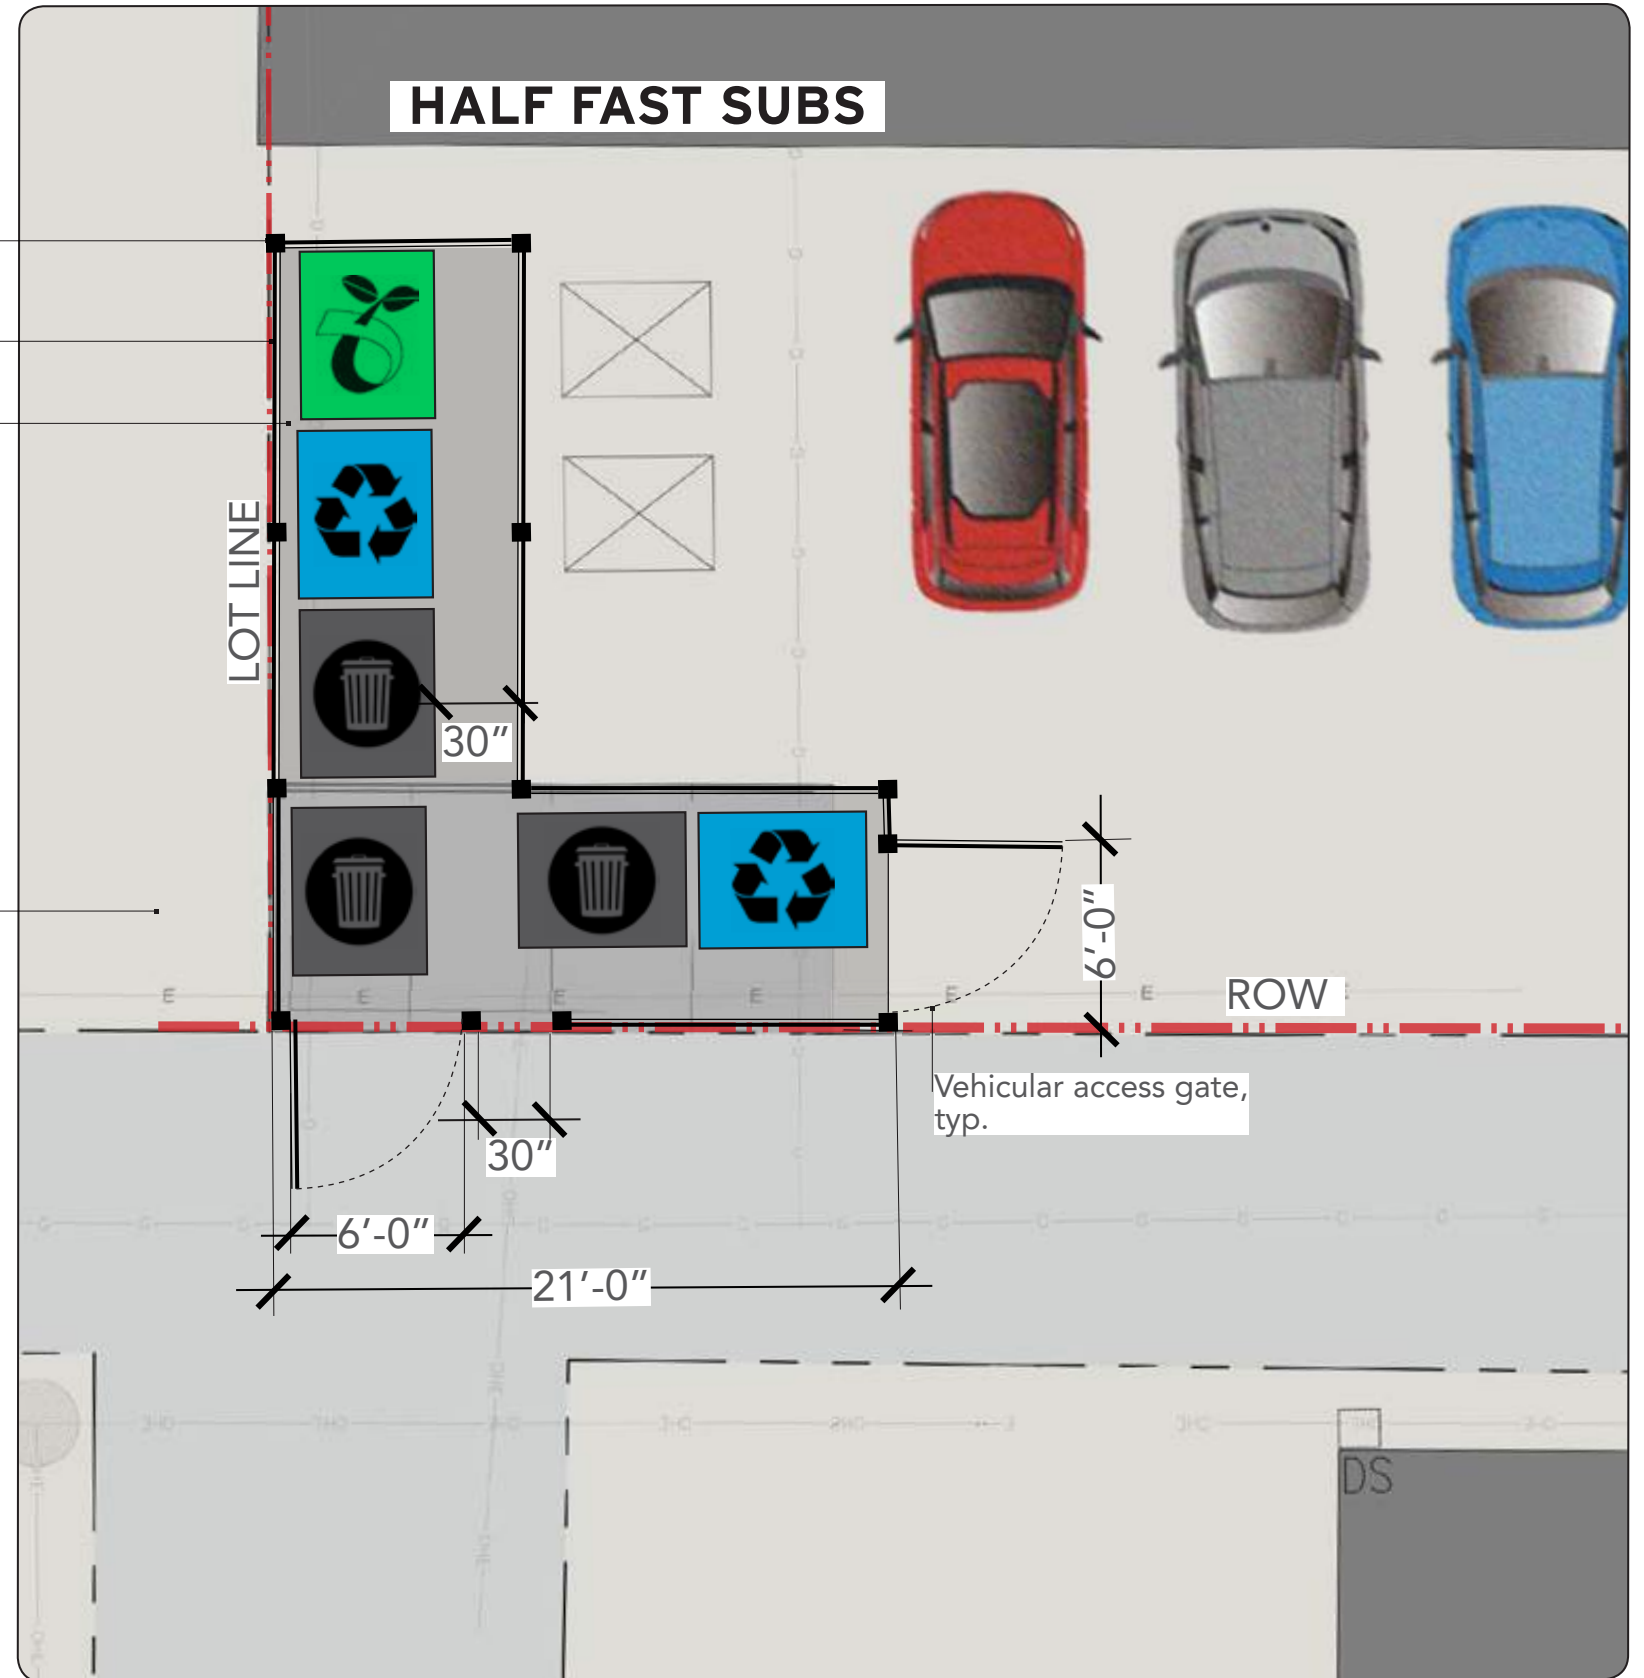 HALF FAST SUBS
LOT LINE
30”
6’-0”
E
E
E
E
E
E
ROW
Vehicular access gate,
typ.
30”
6’-0”
21’-0”
DS